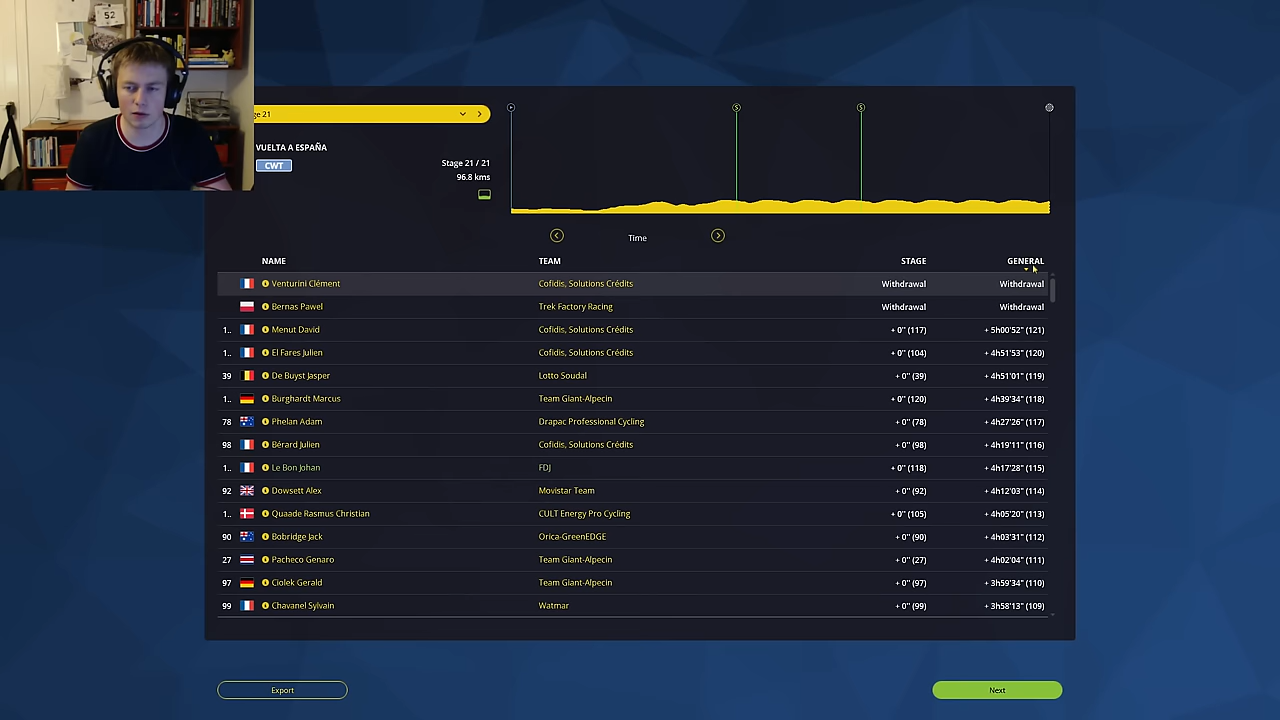 52
ge 21
VUELTA A ESPAÑA
CWT
Stage 21 / 21
96.8 kms
S S
Time
NAME TEAM STAGE GENERAL
Venturini Clément Cofidis, Solutions Crédits Withdrawal Withdrawal
Bernas Pawel Trek Factory Racing Withdrawal Withdrawal
1.. Menut David Cofidis, Solutions Crédits + 0'' (117) + 5h00'52'' (121)
1.. El Fares Julien Cofidis, Solutions Crédits + 0'' (104) + 4h51'53'' (120)
39 De Buyst Jasper Lotto Soudal + 0'' (39) + 4h51'01'' (119)
1.. Burghardt Marcus Team Giant-Alpecin + 0'' (120) + 4h39'34'' (118)
78 Phelan Adam Drapac Professional Cycling + 0'' (78) + 4h27'26'' (117)
98 Bérard Julien Cofidis, Solutions Crédits + 0'' (98) + 4h19'11'' (116)
1.. Le Bon Johan FDJ + 0'' (118) + 4h17'28'' (115)
92 Dowsett Alex Movistar Team + 0'' (92) + 4h12'03'' (114)
1.. Quaade Rasmus Christian CULT Energy Pro Cycling + 0'' (105) + 4h05'20'' (113)
90 Bobridge Jack Orica-GreenEDGE + 0'' (90) + 4h03'31'' (112)
27 Pacheco Genaro Team Giant-Alpecin + 0'' (27) + 4h02'04'' (111)
97 Ciolek Gerald Team Giant-Alpecin + 0'' (97) + 3h59'34'' (110)
99 Chavanel Sylvain Watmar + 0'' (99) + 3h58'13'' (109)
Export Next